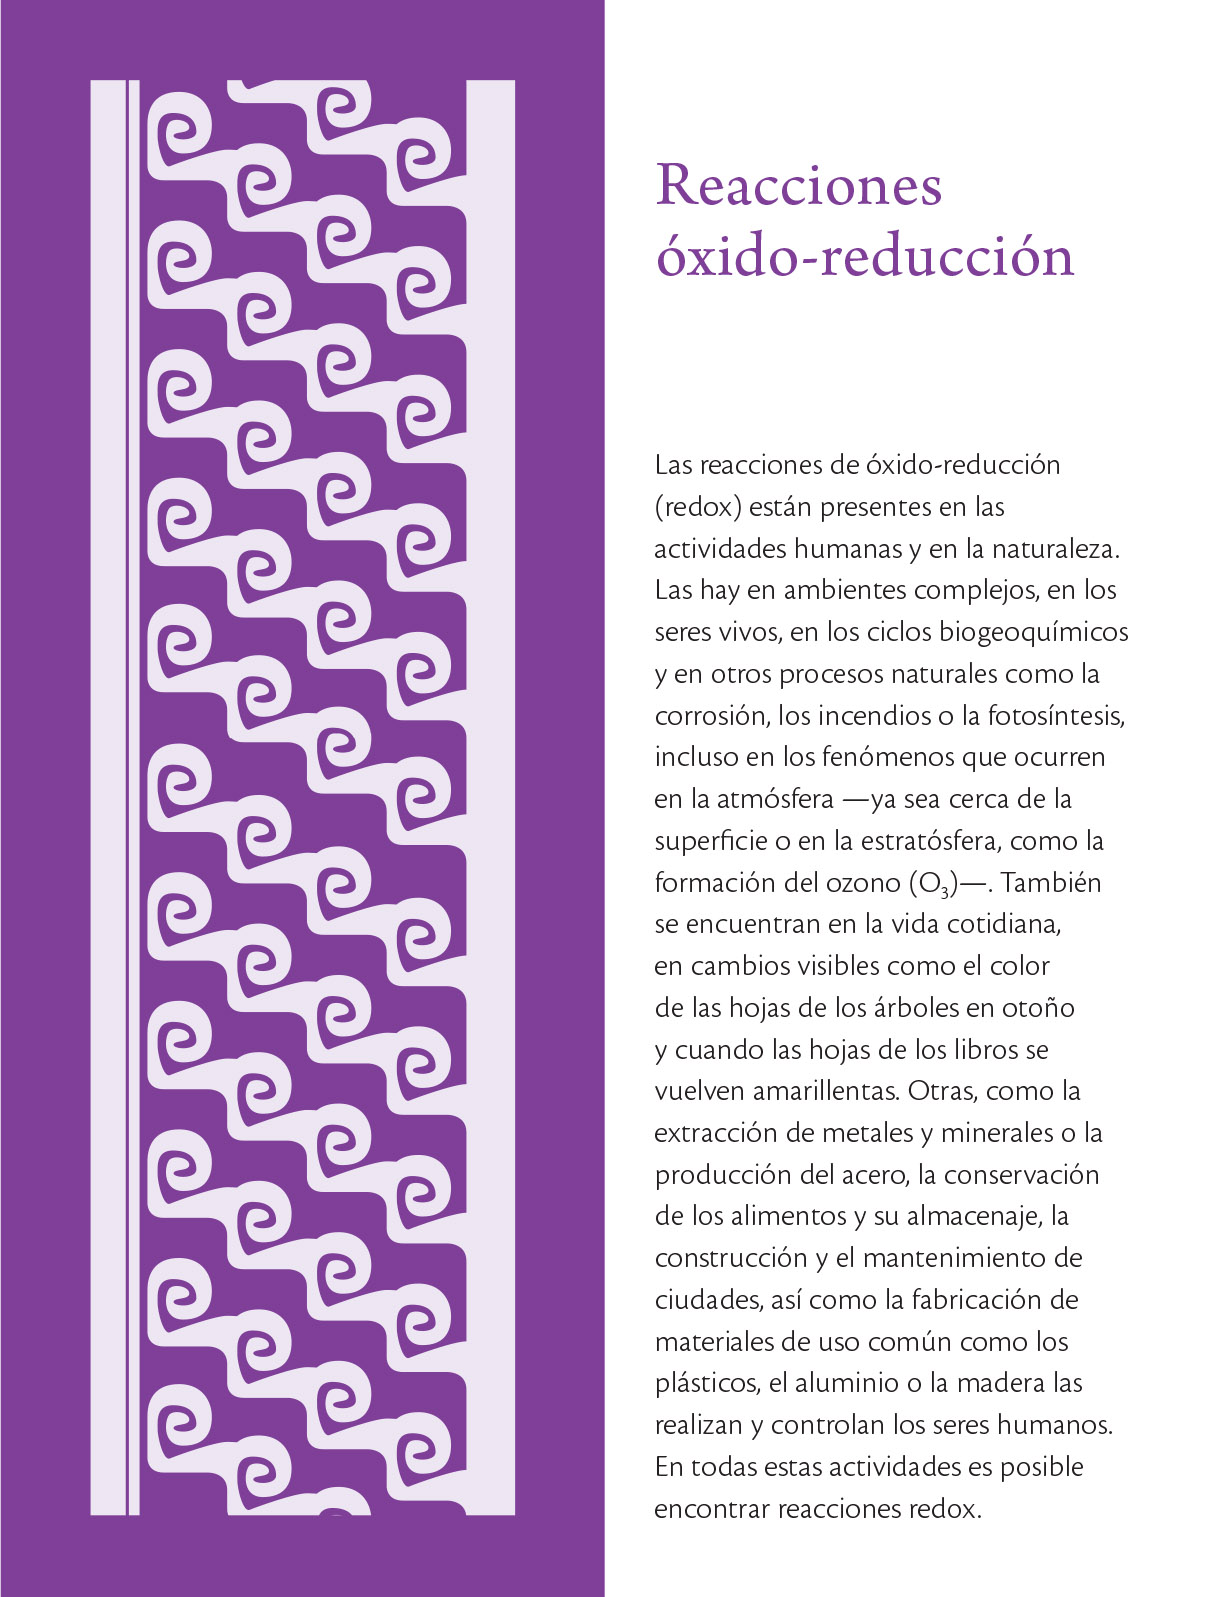 Reacciones
óxido-reducción
Las reacciones de óxido-reducción
(redox) están presentes en las
actividades humanas y en la naturaleza.
Las hay en ambientes complejos, en los
seres vivos, en los ciclos biogeoquímicos
y en otros procesos naturales como la
corrosión, los incendios o la fotosíntesis,
incluso en los fenómenos que ocurren
en la atmósfera —ya sea cerca de la
superficie o en la estratósfera, como la
formación del ozono (O₃)—. También
se encuentran en la vida cotidiana,
en cambios visibles como el color
de las hojas de los árboles en otoño
y cuando las hojas de los libros se
vuelven amarillentas. Otras, como la
extracción de metales y minerales o la
producción del acero, la conservación
de los alimentos y su almacenaje, la
construcción y el mantenimiento de
ciudades, así como la fabricación de
materiales de uso común como los
plásticos, el aluminio o la madera las
realizan y controlan los seres humanos.
En todas estas actividades es posible
encontrar reacciones redox.